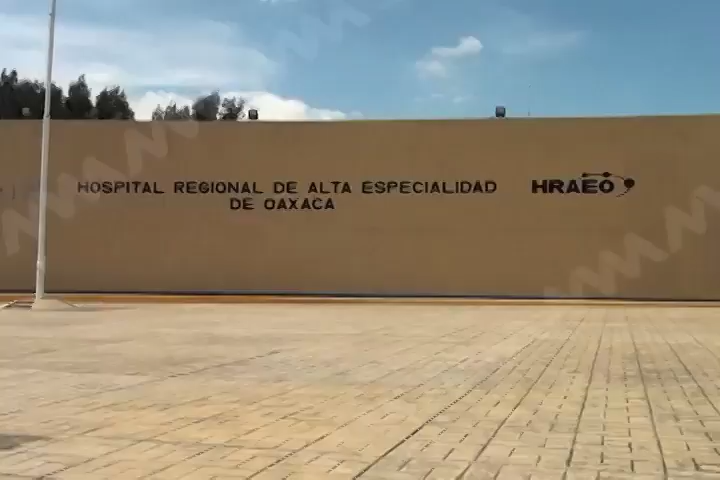 HOSPITAL REGIONAL DE ALTA ESPECIALIDAD
DE OAXACA
HRAEO